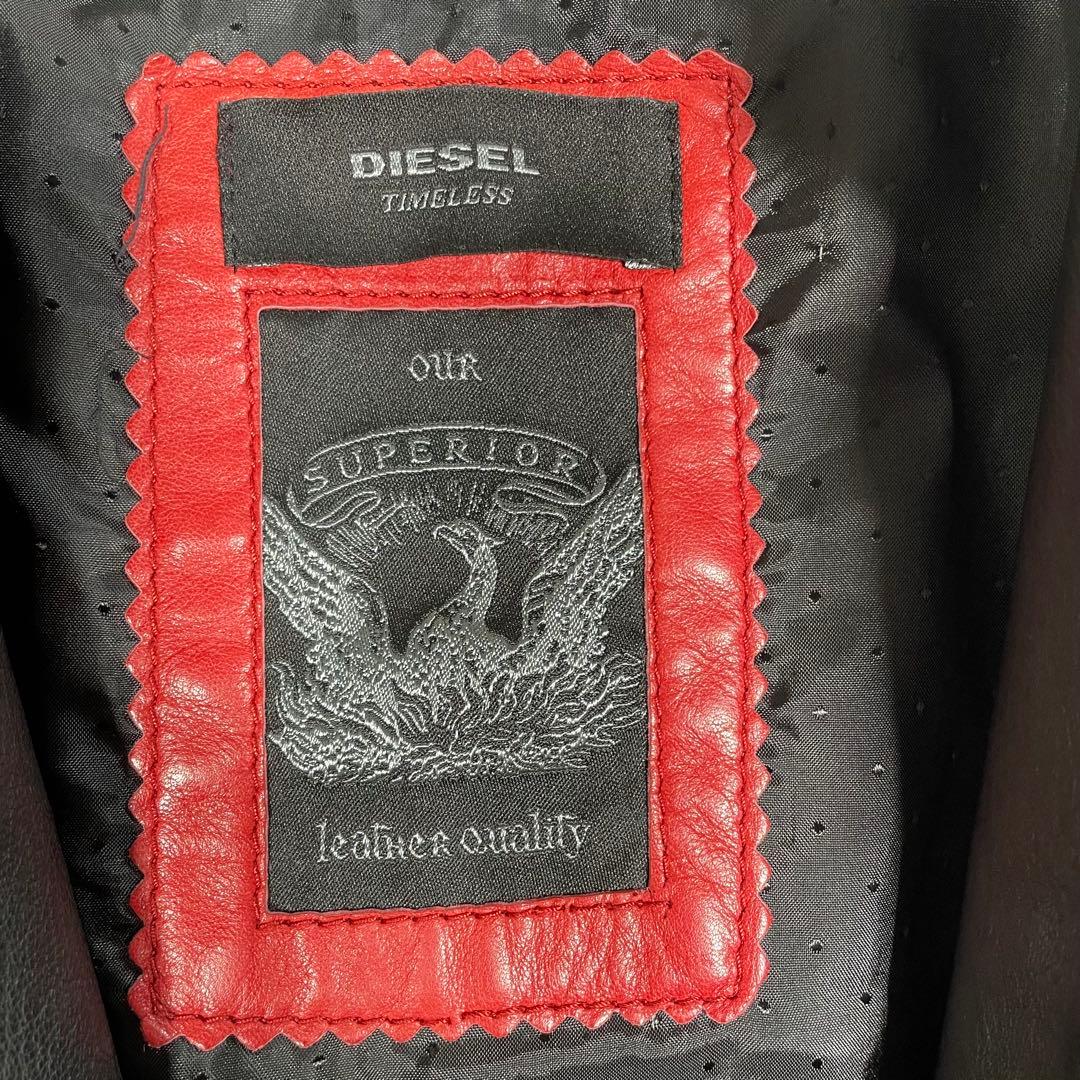 DIESEL
TIMELESS
OUR
SUPERIOR
leather quality